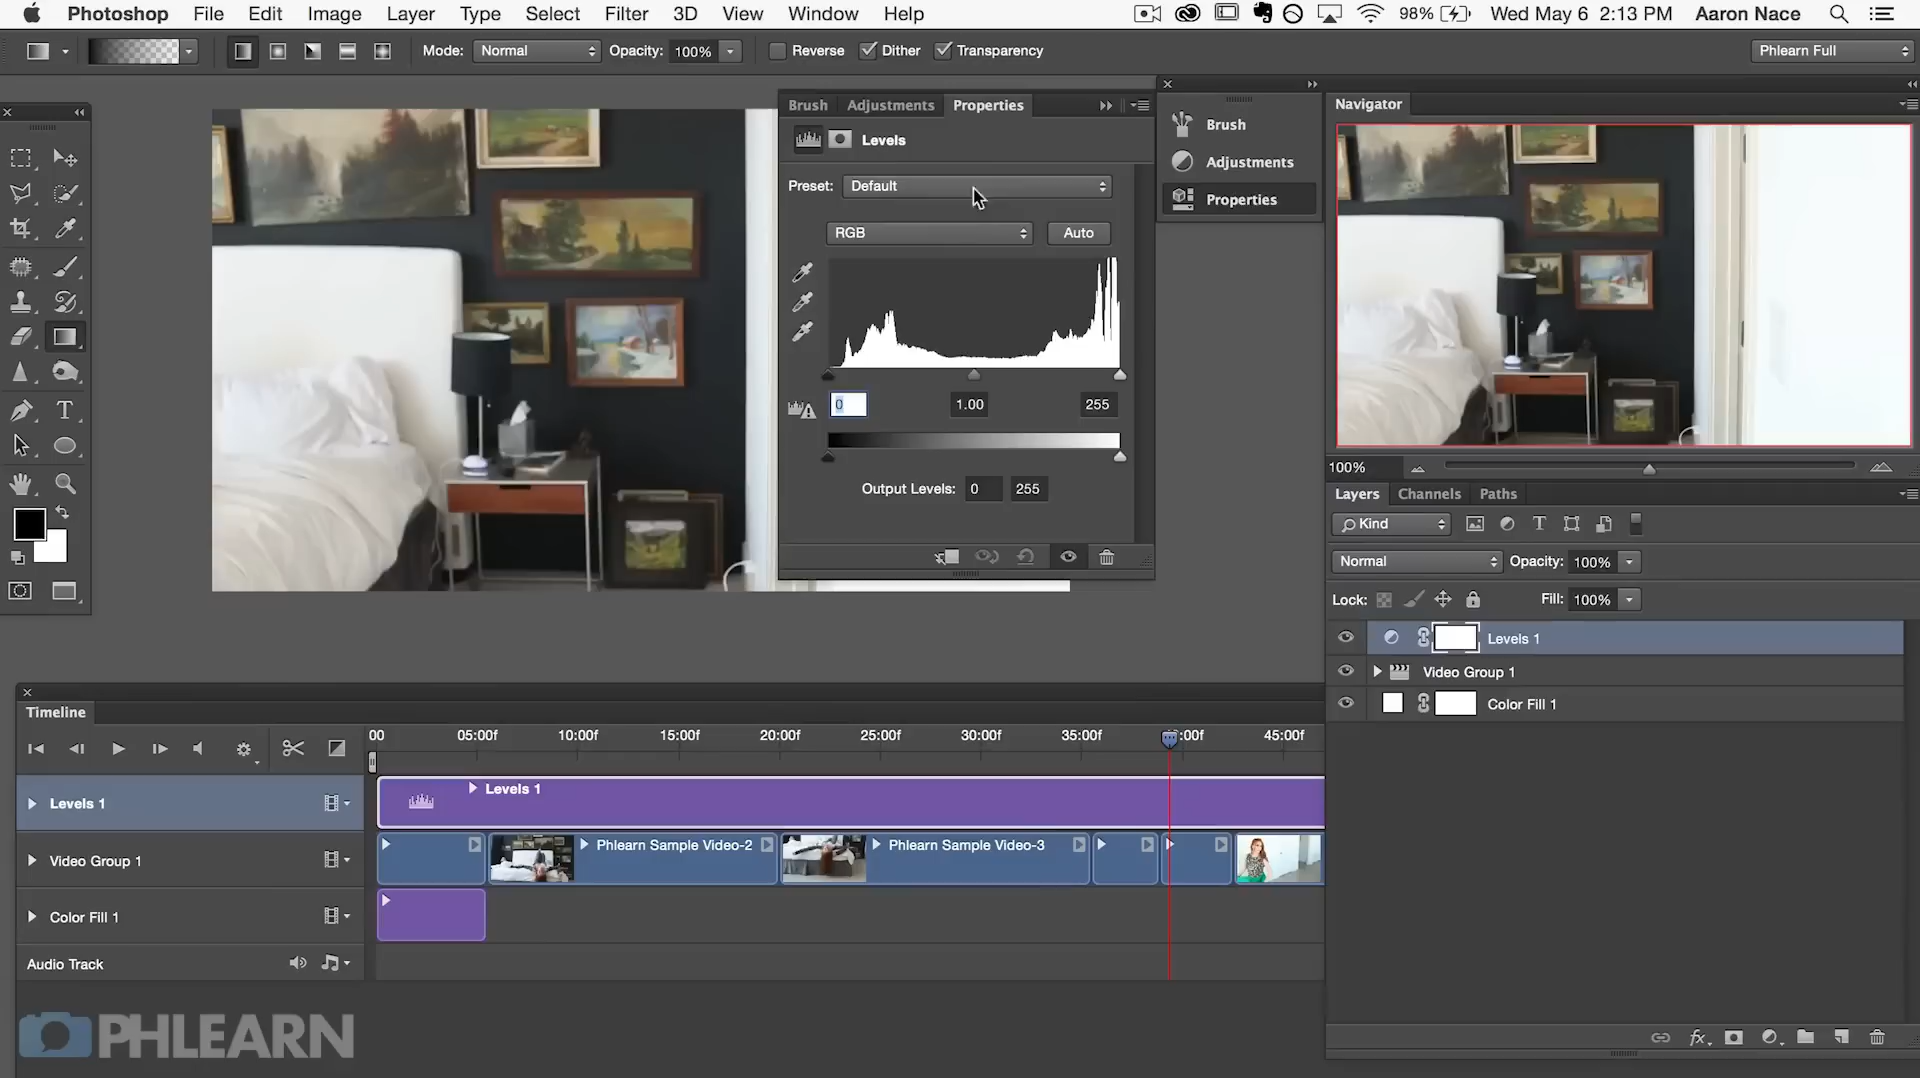 Photoshop File Edit Image Layer Type Select Filter 3D View Window Help 98% Wed May 6 2:13 PM Aaron Nace
Mode: Normal Opacity: 100% Reverse Dither Transparency Phlearn Full
Brush Adjustments Properties
Levels
Preset: Default
RGB Auto
0 1.00 255
Output Levels: 0 255
Brush
Adjustments
Properties
Navigator
100%
Layers Channels Paths
Kind
Normal Opacity: 100%
Lock: Fill: 100%
Levels 1
Video Group 1
Color Fill 1
Timeline
00 05:00f 10:00f 15:00f 20:00f 25:00f 30:00f 35:00f :00f 45:00f
Levels 1 Levels 1
Video Group 1 Phlearn Sample Video-2 Phlearn Sample Video-3
Color Fill 1
Audio Track
PHLEARN